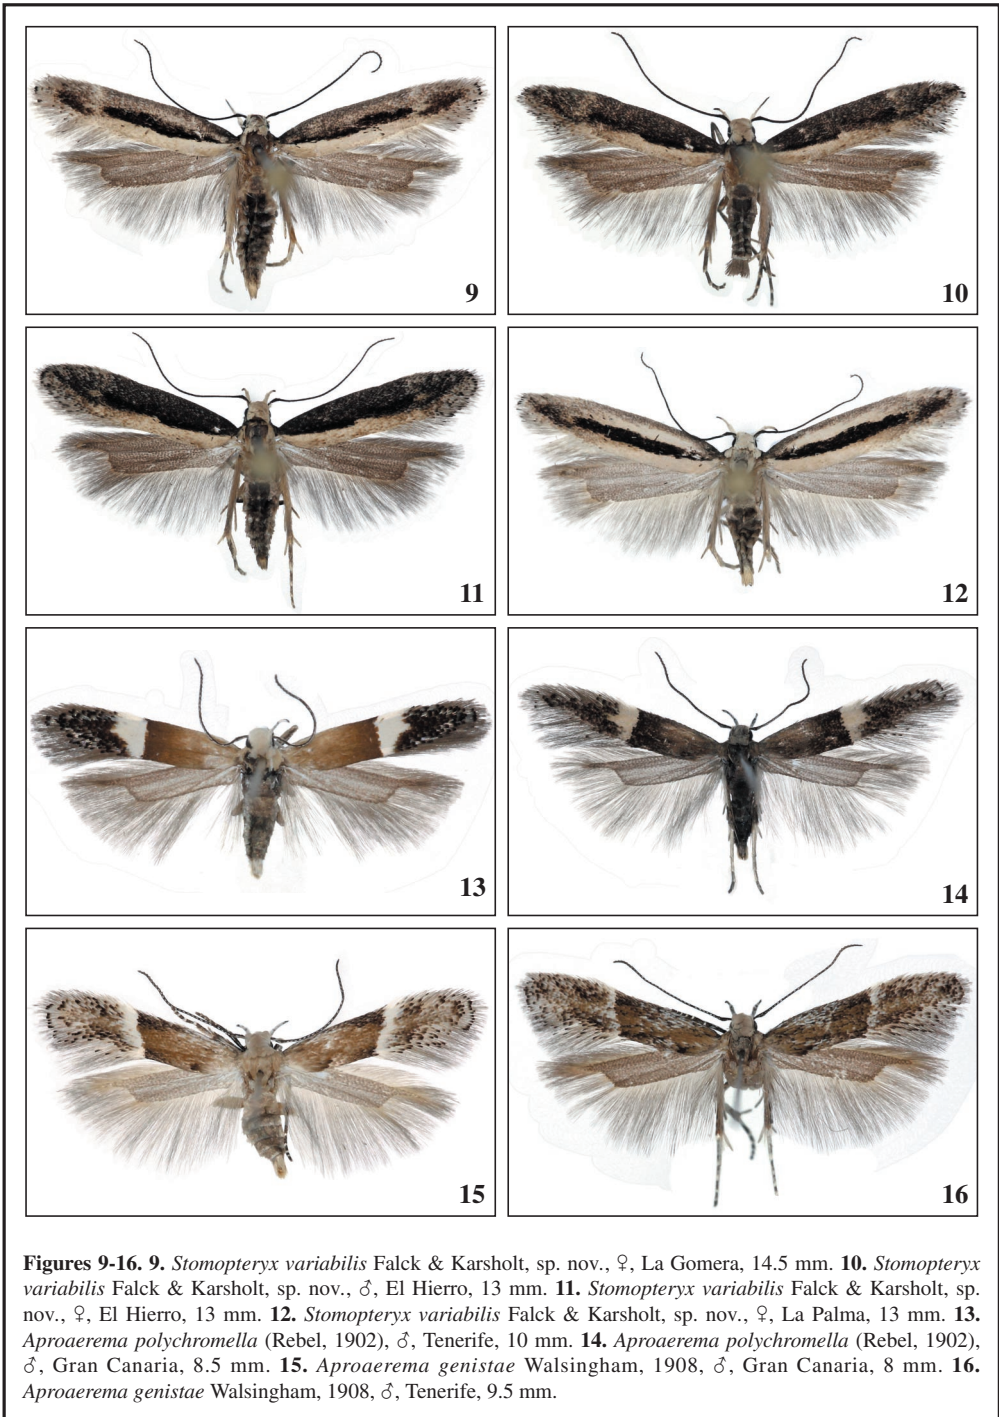 9
10
11
12
13
14
15
16
Figures 9-16. 9. Stomopteryx variabilis Falck & Karsholt, sp. nov., ♀, La Gomera, 14.5 mm. 10. Stomopteryx
variabilis Falck & Karsholt, sp. nov., ♂, El Hierro, 13 mm. 11. Stomopteryx variabilis Falck & Karsholt, sp.
nov., ♀, El Hierro, 13 mm. 12. Stomopteryx variabilis Falck & Karsholt, sp. nov., ♀, La Palma, 13 mm. 13.
Aproaerema polychromella (Rebel, 1902), ♂, Tenerife, 10 mm. 14. Aproaerema polychromella (Rebel, 1902),
♂, Gran Canaria, 8.5 mm. 15. Aproaerema genistae Walsingham, 1908, ♂, Gran Canaria, 8 mm. 16.
Aproaerema genistae Walsingham, 1908, ♂, Tenerife, 9.5 mm.